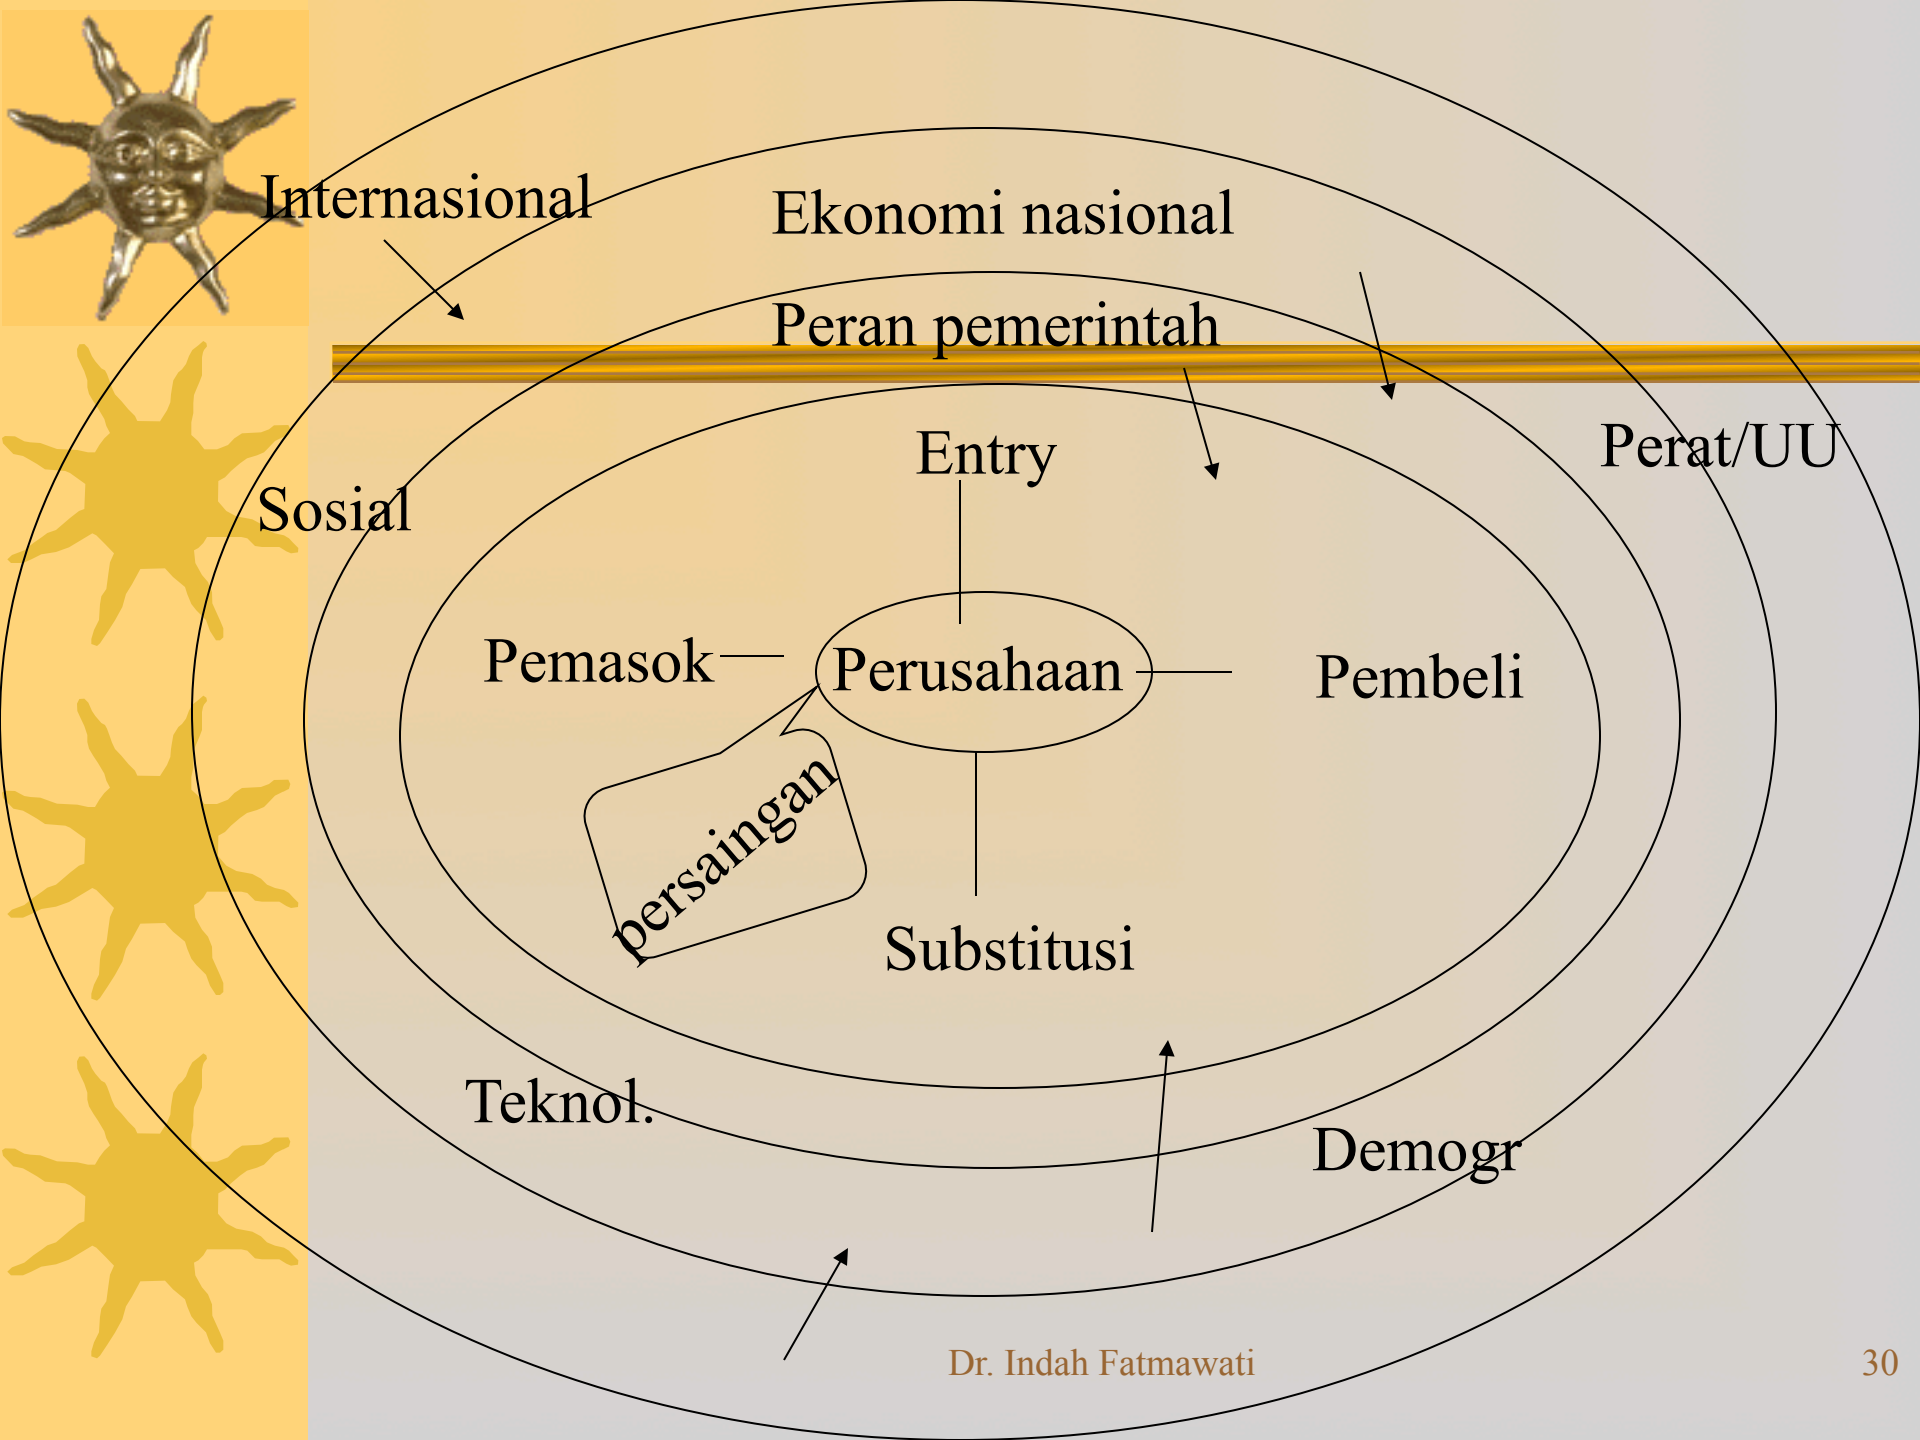 Internasional
Ekonomi nasional
Peran pemerintah
Perat/UU
Entry
Sosial
Pemasok
Perusahaan
Pembeli
persaingan
Substitusi
Teknol.
Demogr
Dr. Indah Fatmawati
30